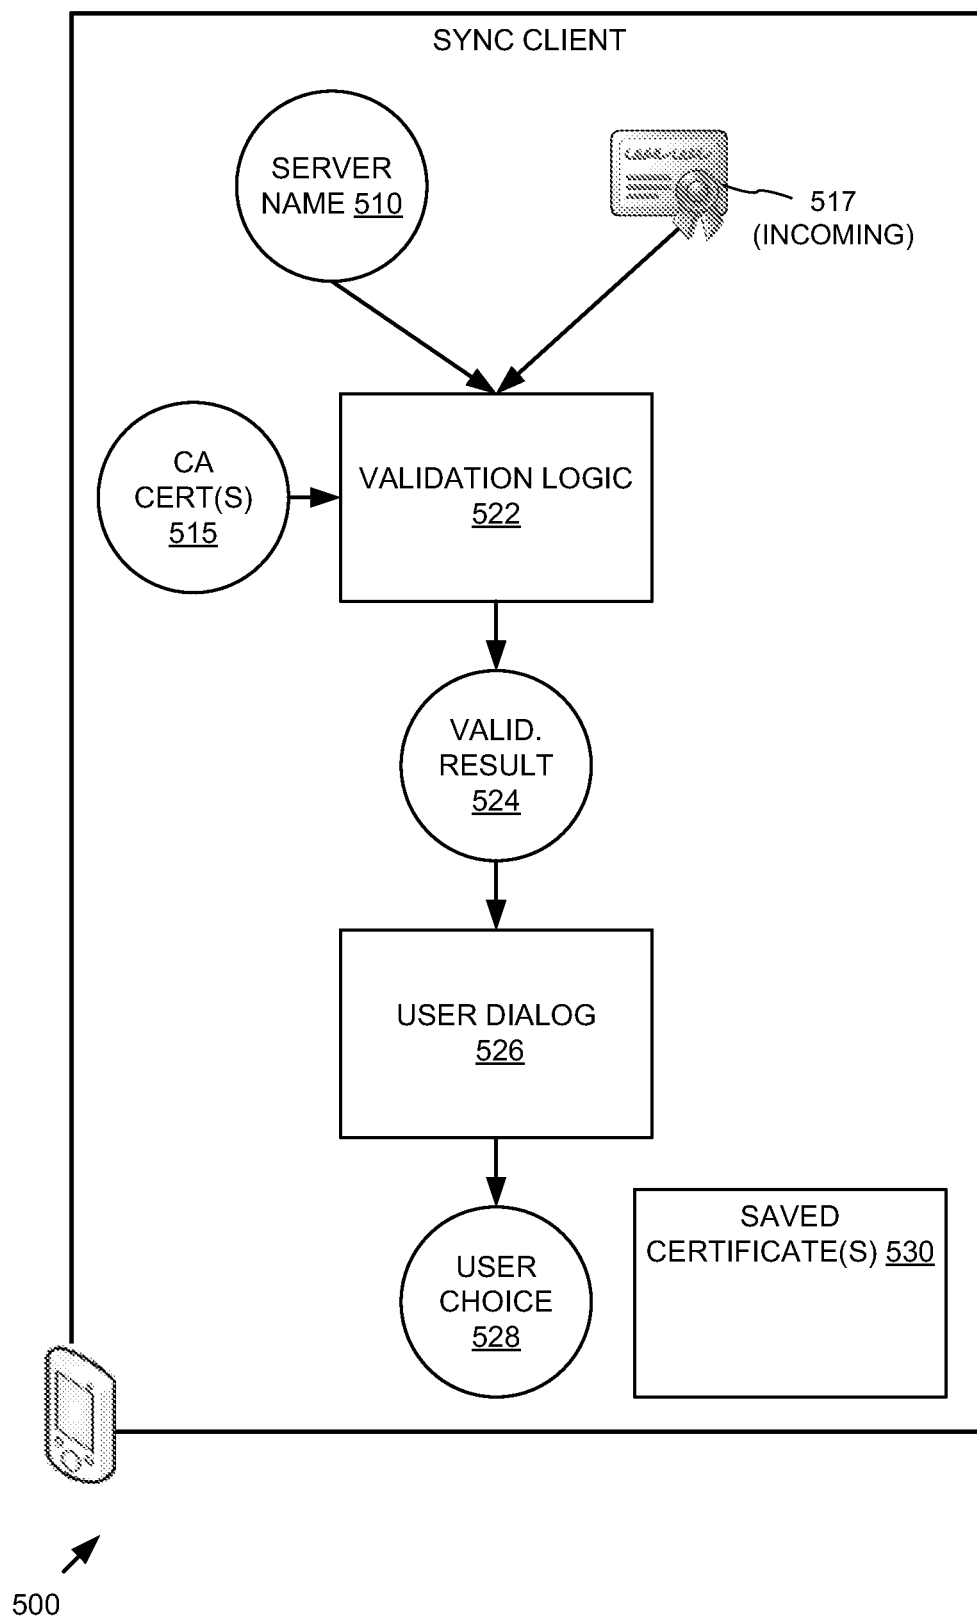 SYNC CLIENT
SERVER
NAME 510
517
(INCOMING)
CA
CERT(S)
515
VALIDATION LOGIC
522
VALID.
RESULT
524
USER DIALOG
526
USER
CHOICE
528
SAVED
CERTIFICATE(S) 530
500